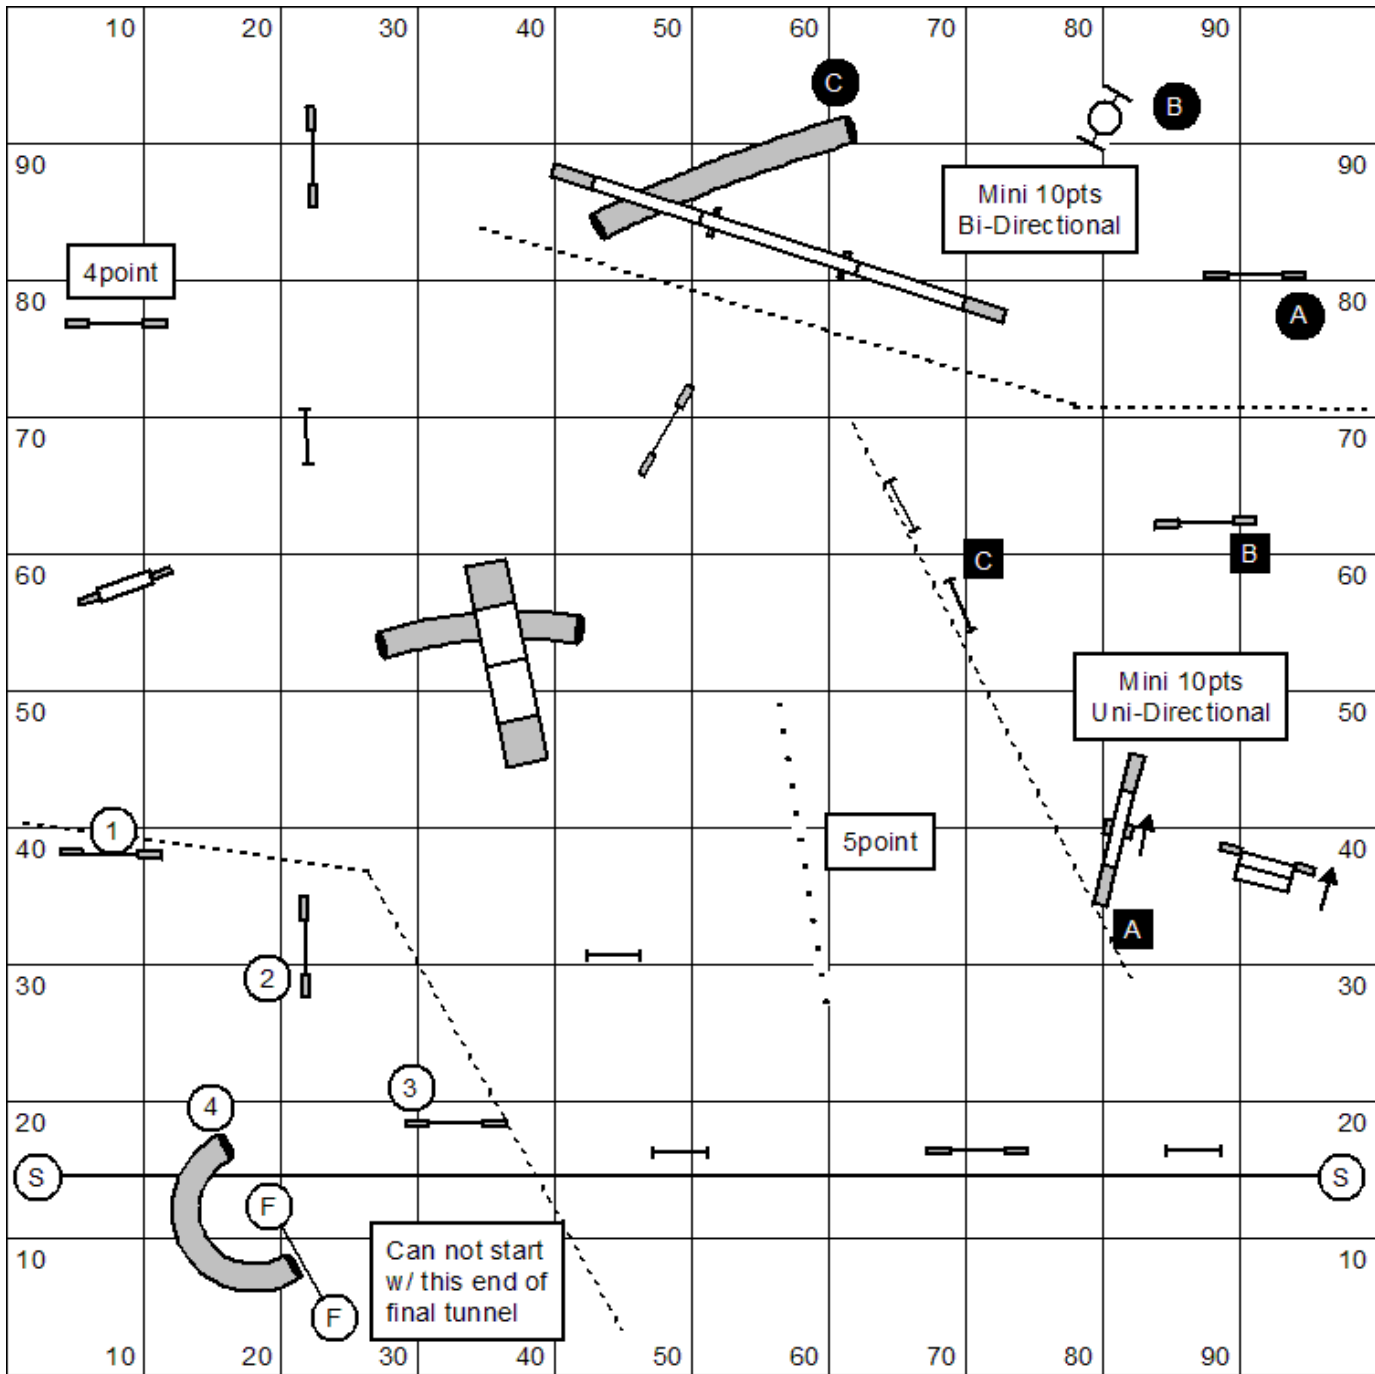 10 20 30 40 50 60 70 80 90
C
B
90 90
Mini 10pts
Bi-Directional
4point
80 80
A
70 70
C
B
60 60
Mini 10pts
Uni-Directional
50 50
1
5point
40 40
A
2
30 30
3
4
20 20
S S
F
Can not start
w/ this end of
final tunnel
10 10
F
10 20 30 40 50 60 70 80 90